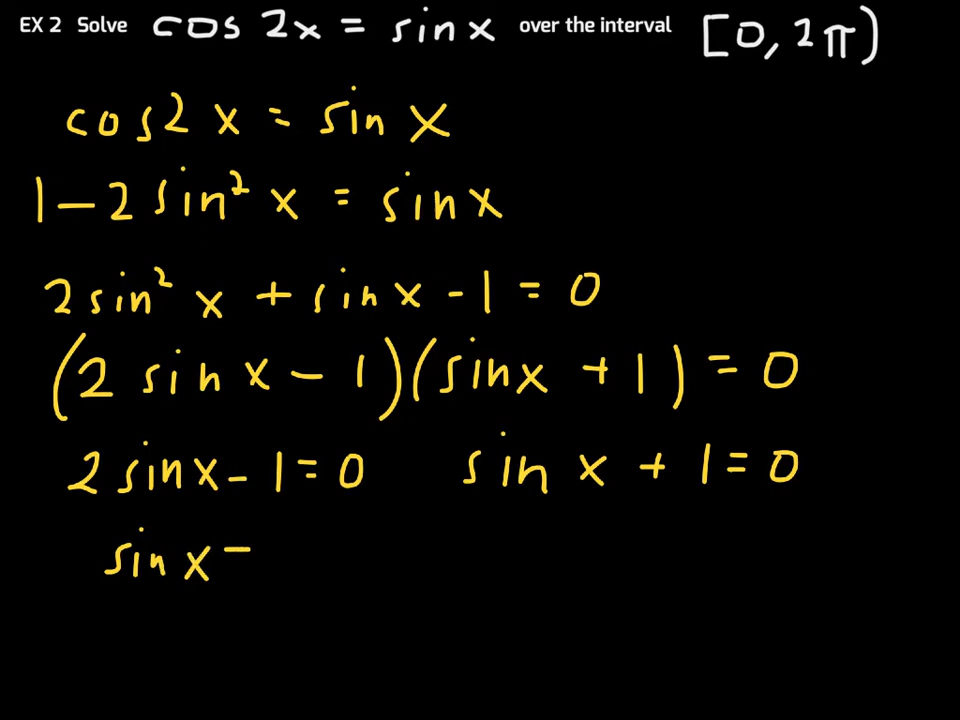 EX 2 Solve cos 2x = sin x over the interval [0, 2π)
cos 2x = sin x
1 - 2 sin² x = sin x
2 sin² x + sin x - 1 = 0
(2 sin x - 1)(sin x + 1) = 0
2 sin x - 1 = 0 sin x + 1 = 0
sin x -